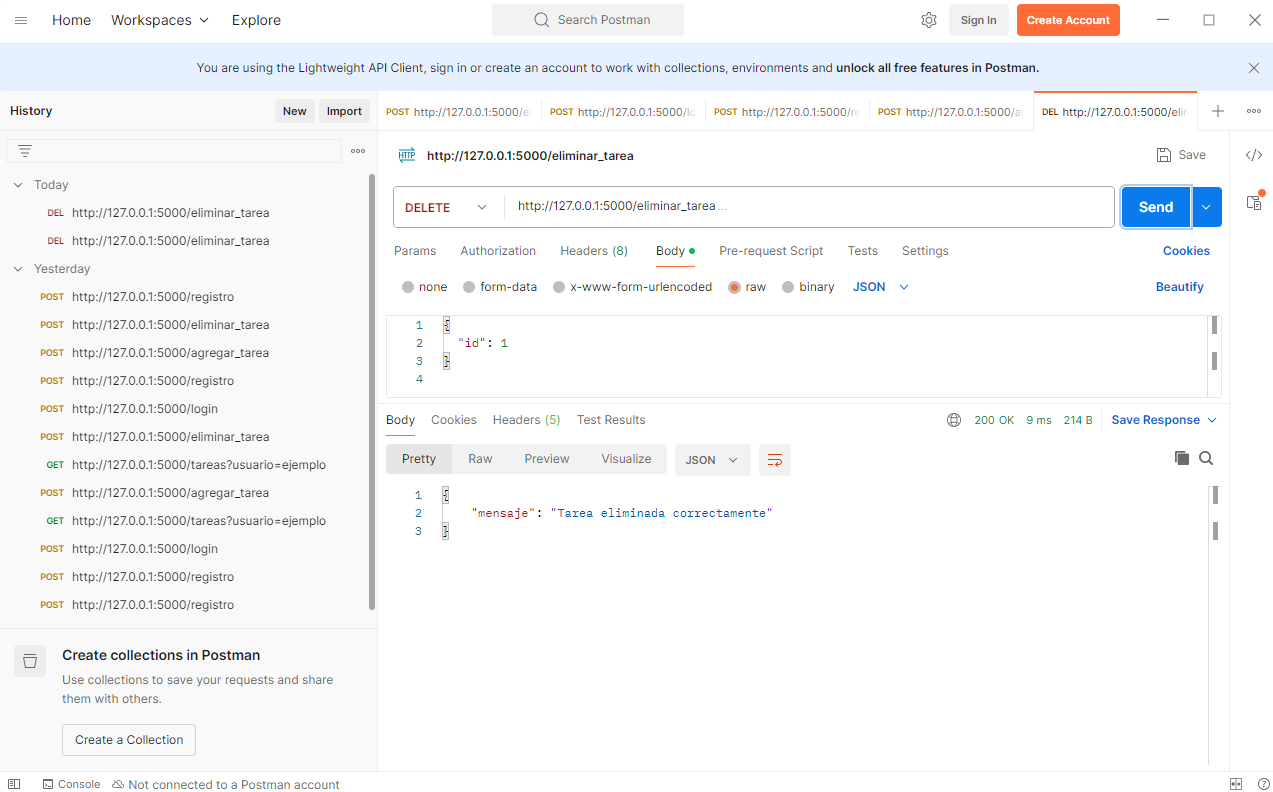 Home Workspaces Explore Search Postman Sign In Create Account
You are using the Lightweight API Client, sign in or create an account to work with collections, environments and unlock all free features in Postman.
History New Import
POST http://127.0.0.1:5000/e POST http://127.0.0.1:5000/lo POST http://127.0.0.1:5000/re POST http://127.0.0.1:5000/a DEL http://127.0.0.1:5000/elin
Today
DEL http://127.0.0.1:5000/eliminar_tarea
DEL http://127.0.0.1:5000/eliminar_tarea
Yesterday
POST http://127.0.0.1:5000/registro
POST http://127.0.0.1:5000/eliminar_tarea
POST http://127.0.0.1:5000/agregar_tarea
POST http://127.0.0.1:5000/registro
POST http://127.0.0.1:5000/login
POST http://127.0.0.1:5000/eliminar_tarea
GET http://127.0.0.1:5000/tareas?usuario=ejemplo
POST http://127.0.0.1:5000/agregar_tarea
GET http://127.0.0.1:5000/tareas?usuario=ejemplo
POST http://127.0.0.1:5000/login
POST http://127.0.0.1:5000/registro
POST http://127.0.0.1:5000/registro
Create collections in Postman
Use collections to save your requests and share
them with others.
Create a Collection
HTTP http://127.0.0.1:5000/eliminar_tarea Save
DELETE http://127.0.0.1:5000/eliminar_tarea ... Send
Params Authorization Headers (8) Body Pre-request Script Tests Settings Cookies
none form-data x-www-form-urlencoded raw binary JSON Beautify
1 {
2 "id": 1
3 }
4
Body Cookies Headers (5) Test Results 200 OK 9 ms 214 B Save Response
Pretty Raw Preview Visualize JSON
1 {
2 "mensaje": "Tarea eliminada correctamente"
3 }
Console Not connected to a Postman account